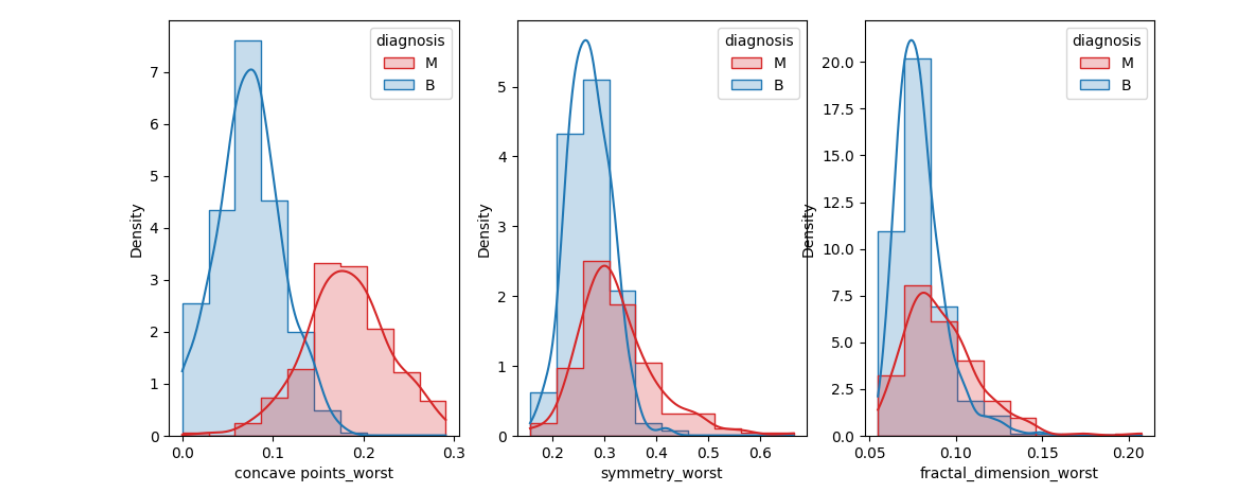 diagnosis
M
B
7
6
5
4
3
2
1
0
Density
0.0 0.1 0.2 0.3
concave points_worst
diagnosis
M
B
5
4
3
2
1
0
Density
0.2 0.3 0.4 0.5 0.6
symmetry_worst
diagnosis
M
B
20.0
17.5
15.0
12.5
10.0
7.5
5.0
2.5
0.0
Density
0.05 0.10 0.15 0.20
fractal_dimension_worst